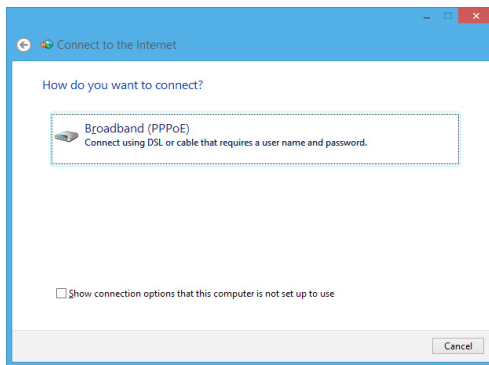 Connect to the Internet
How do you want to connect?
Broadband (PPPoE)
Connect using DSL or cable that requires a user name and password.
Show connection options that this computer is not set up to use
Cancel